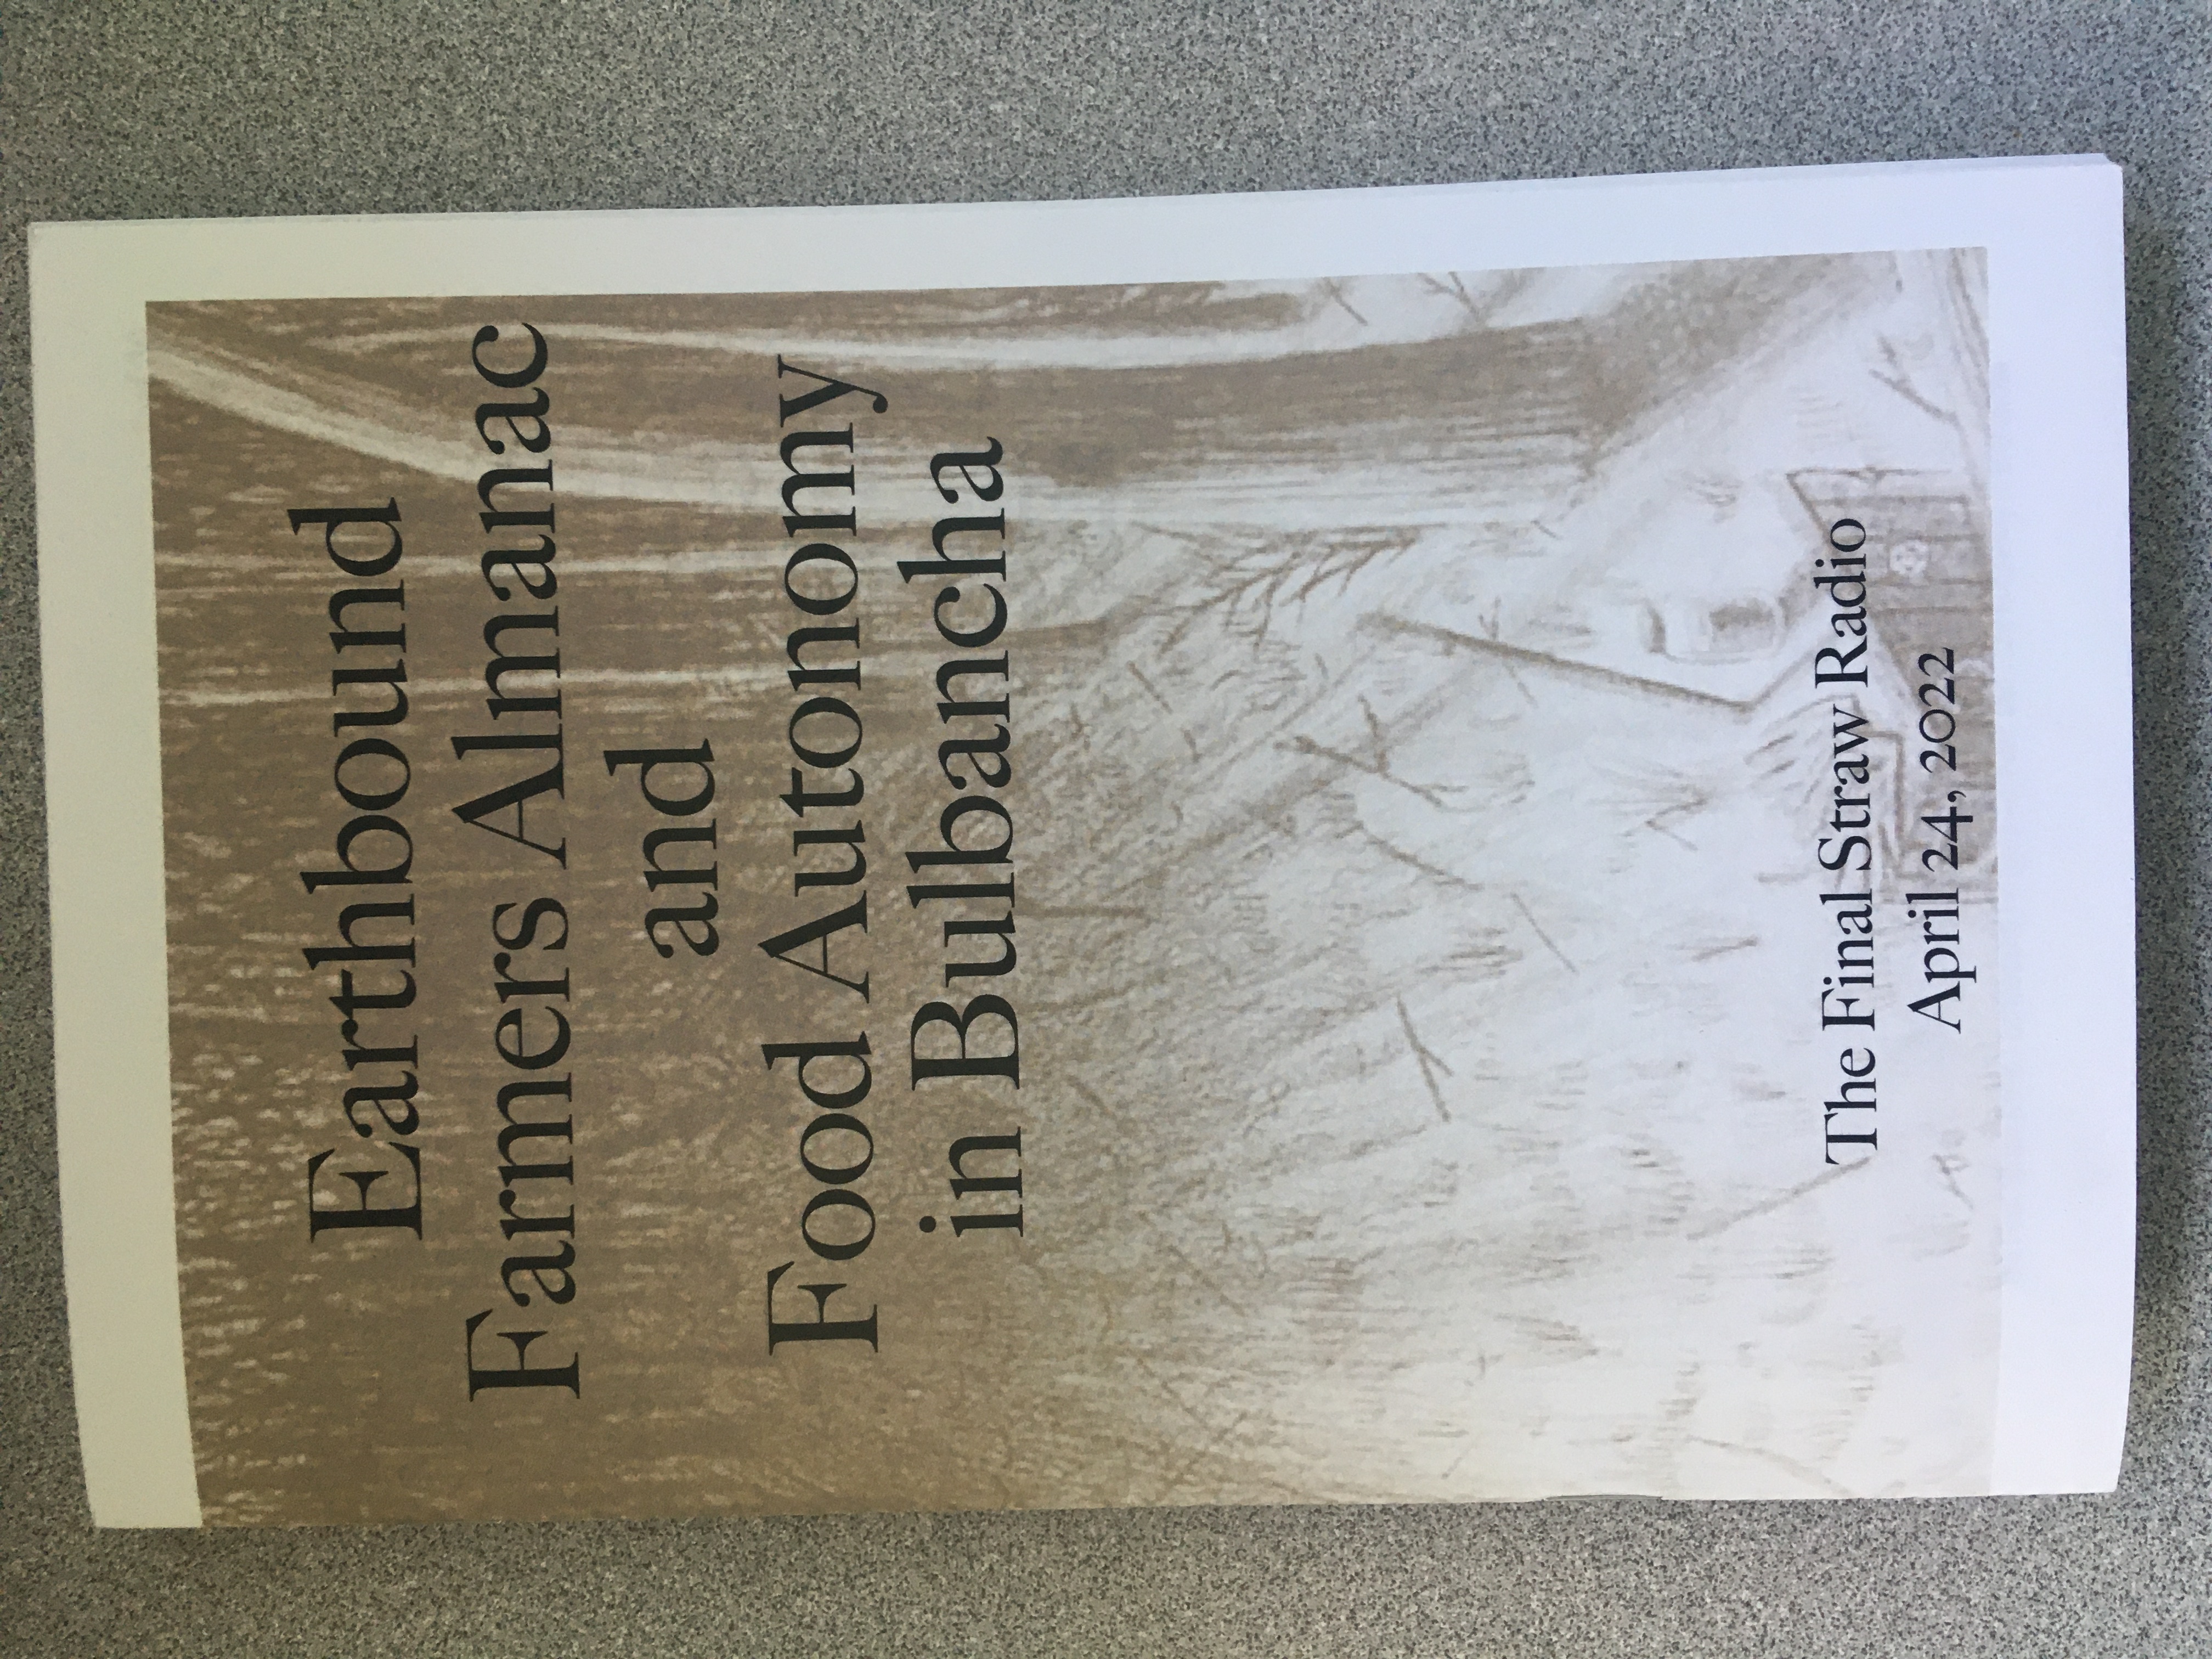 Earthbound
Farmers Almanac
and
Food Autonomy
in Bulbancha
The Final Straw Radio
April 24, 2022